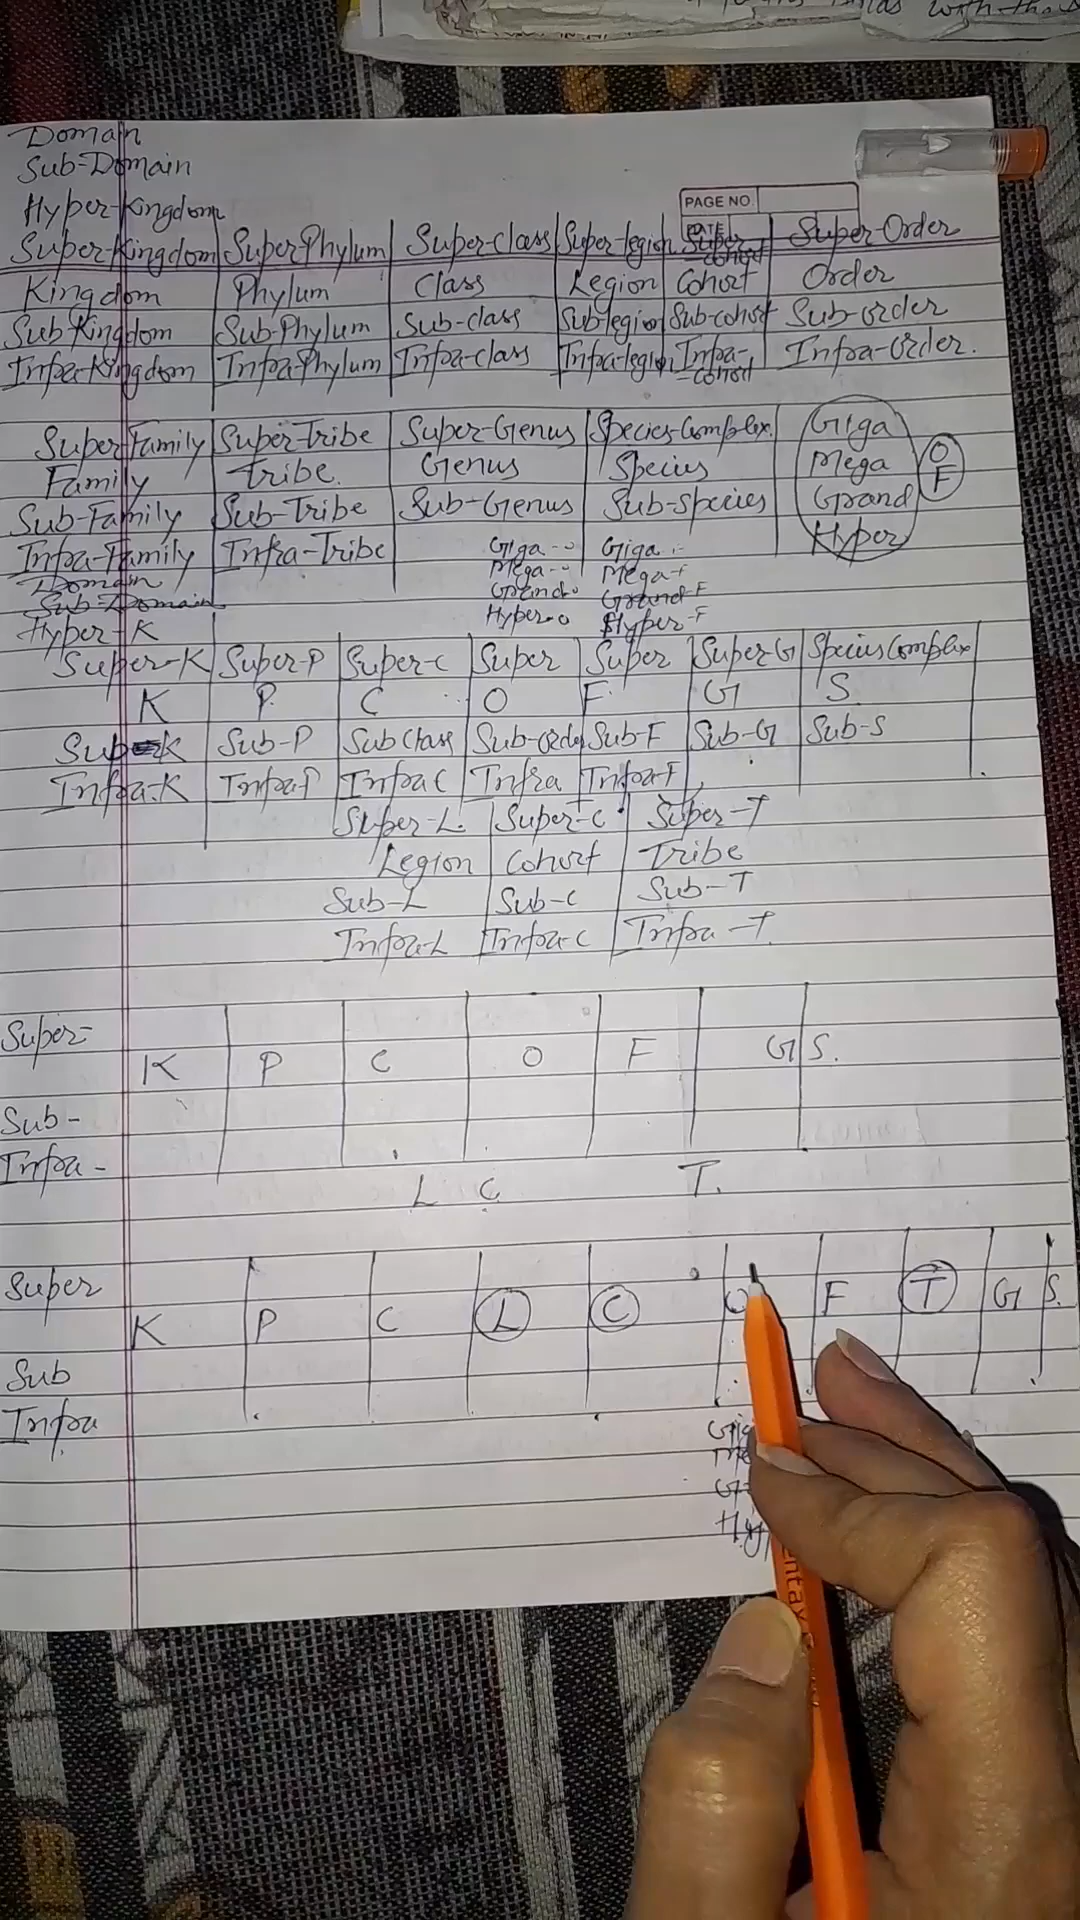 with-the
Domain
Sub-Domain
Hyper-Kingdom
PAGE NO.
DATE
Super-Kingdom Super Phylum Super-class Super-legion Super-cohort Super-Order
Kingdom Phylum Class Legion Cohort Order
Sub Kingdom Sub-Phylum Sub-class Sub-legion Sub-cohort Sub-order
Infra-Kingdom Infra-Phylum Infra-class Infra-legion Infra-cohort Infra-order.
Super Family Super-Tribe Super-Genus Species-Complex. Giga
Family Tribe. Genus Species Mega O
Sub-Family Sub-Tribe Sub-Genus Sub-species Grand F
Infra-Family Infra-Tribe Hyper
Giga-o Giga-
Domain Mega-o Mega-F
Sub-Domain Grand-o Grand-F
Hyper-K Hyper-o Hyper-F
Super-K Super-P Super-C Super Super Super G Species Complex
K P C O F G S
Sub-K Sub-P Sub Class Sub-order Sub-F Sub-G Sub-S
Infra-K Infra P Infra C Infra Infra-F
Super-L. Super-C Super-T
Legion Cohort Tribe
Sub-L Sub-C Sub-T
Infra-L Infra-C Infra-T
Super-
K P C O F G S.
Sub-
Infra-
L C T.
Super
K P C L C O F T G S.
Sub
Infra